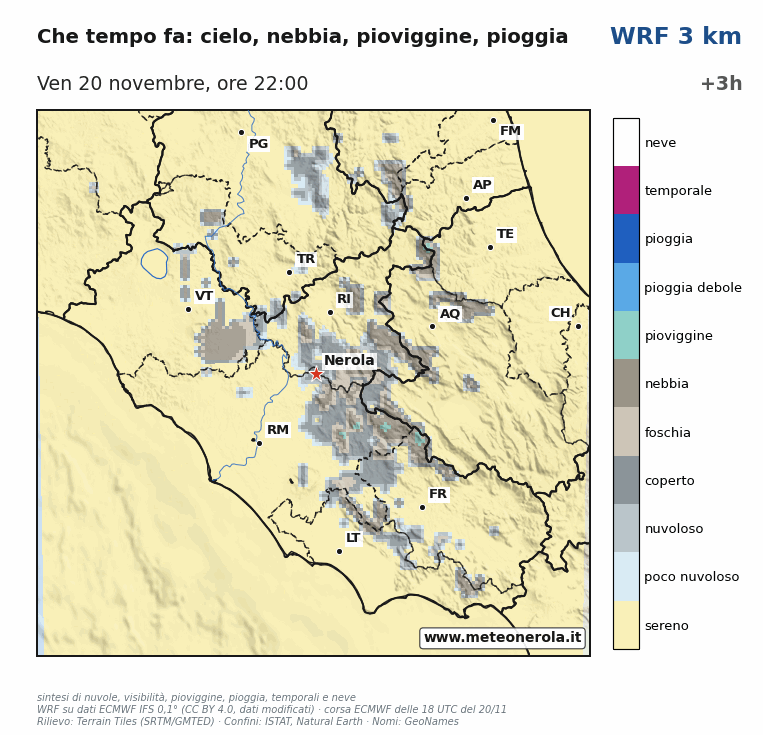 Che tempo fa: cielo, nebbia, pioviggine, pioggia
WRF 3 km
Ven 20 novembre, ore 22:00
+3h
FM
PG
AP
TE
TR
VT
RI
AQ
CH
Nerola
RM
FR
LT
www.meteonerola.it
neve
temporale
pioggia
pioggia debole
pioviggine
nebbia
foschia
coperto
nuvoloso
poco nuvoloso
sereno
sintesi di nuvole, visibilità, pioviggine, pioggia, temporali e neve
WRF su dati ECMWF IFS 0,1° (CC BY 4.0, dati modificati) · corsa ECMWF delle 18 UTC del 20/11
Rilievo: Terrain Tiles (SRTM/GMTED) · Confini: ISTAT, Natural Earth · Nomi: GeoNames